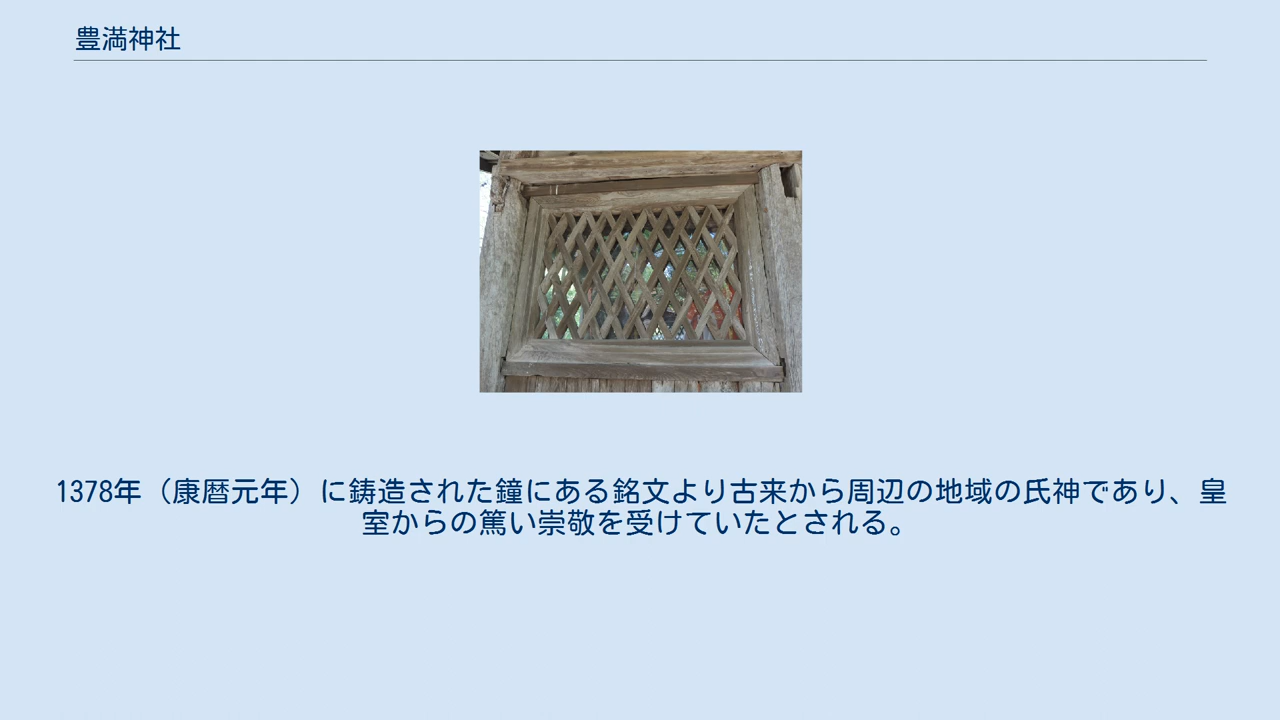 豊満神社
1378年（康暦元年）に鋳造された鐘にある銘文より古来から周辺の地域の氏神であり、皇
室からの篤い崇敬を受けていたとされる。